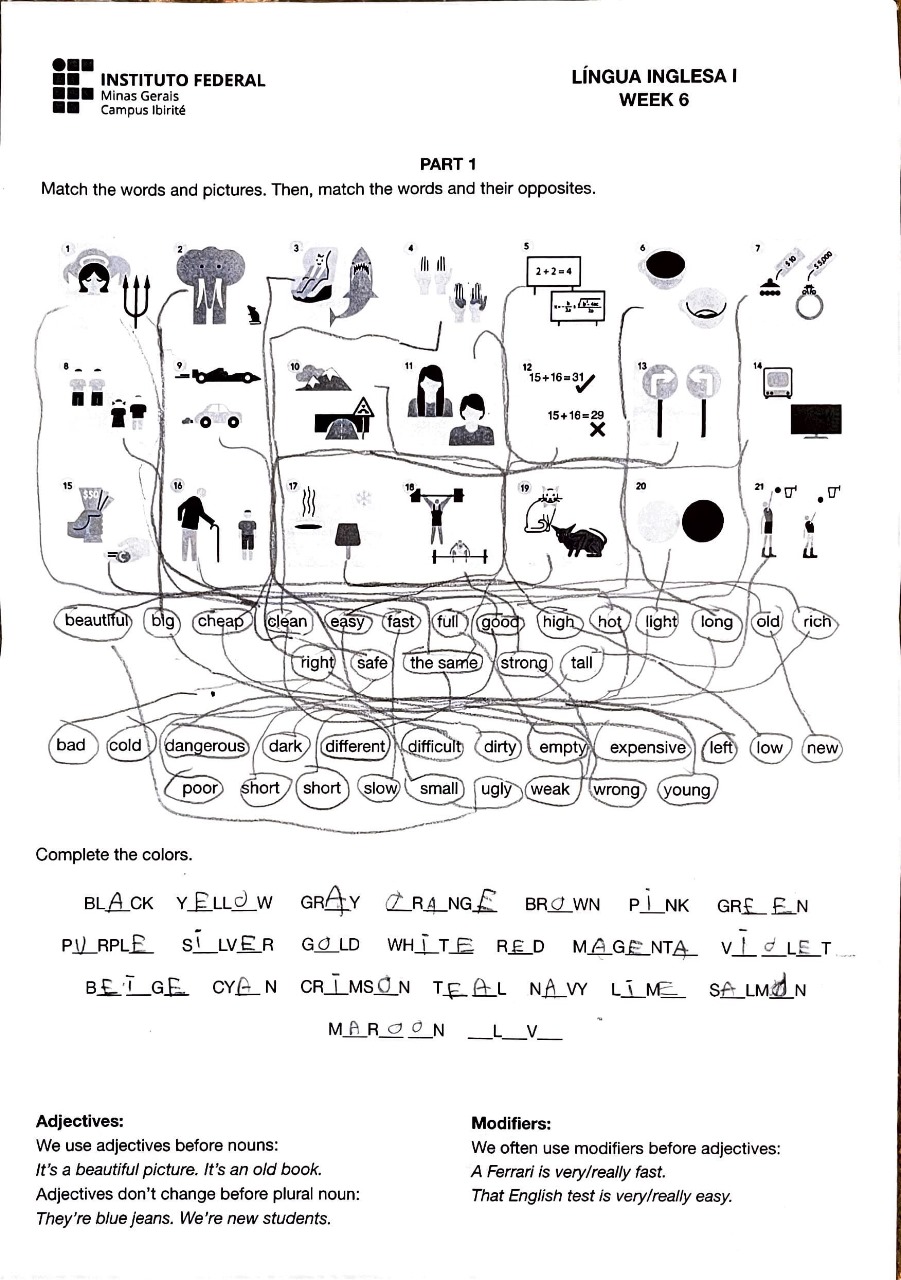 INSTITUTO FEDERAL
Minas Gerais
Campus Ibirité
LÍNGUA INGLESA I
WEEK 6
PART 1
Match the words and pictures. Then, match the words and their opposites.
1 2 3 4 5 6 7
2+2=4
$10 $5,000
8 9 10 11 12 13 14
15+16=31
15+16=29
15 16 17 18 19 20 21
$50
beautiful big cheap clean easy fast full good high hot light long old rich
right safe the same strong tall
bad cold dangerous dark different difficult dirty empty expensive left low new
poor short short slow small ugly weak wrong young
Complete the colors.
BLACK YELLOW GRAY ORANGE BROWN PINK GREEN
PURPLE SILVER GOLD WHITE RED MAGENTA VIOLET
BEIGE CYAN CRIMSON TEAL NAVY LIME SALMON
MAROON __L__V__
Adjectives:
We use adjectives before nouns:
It's a beautiful picture. It's an old book.
Adjectives don't change before plural noun:
They're blue jeans. We're new students.
Modifiers:
We often use modifiers before adjectives:
A Ferrari is very/really fast.
That English test is very/really easy.